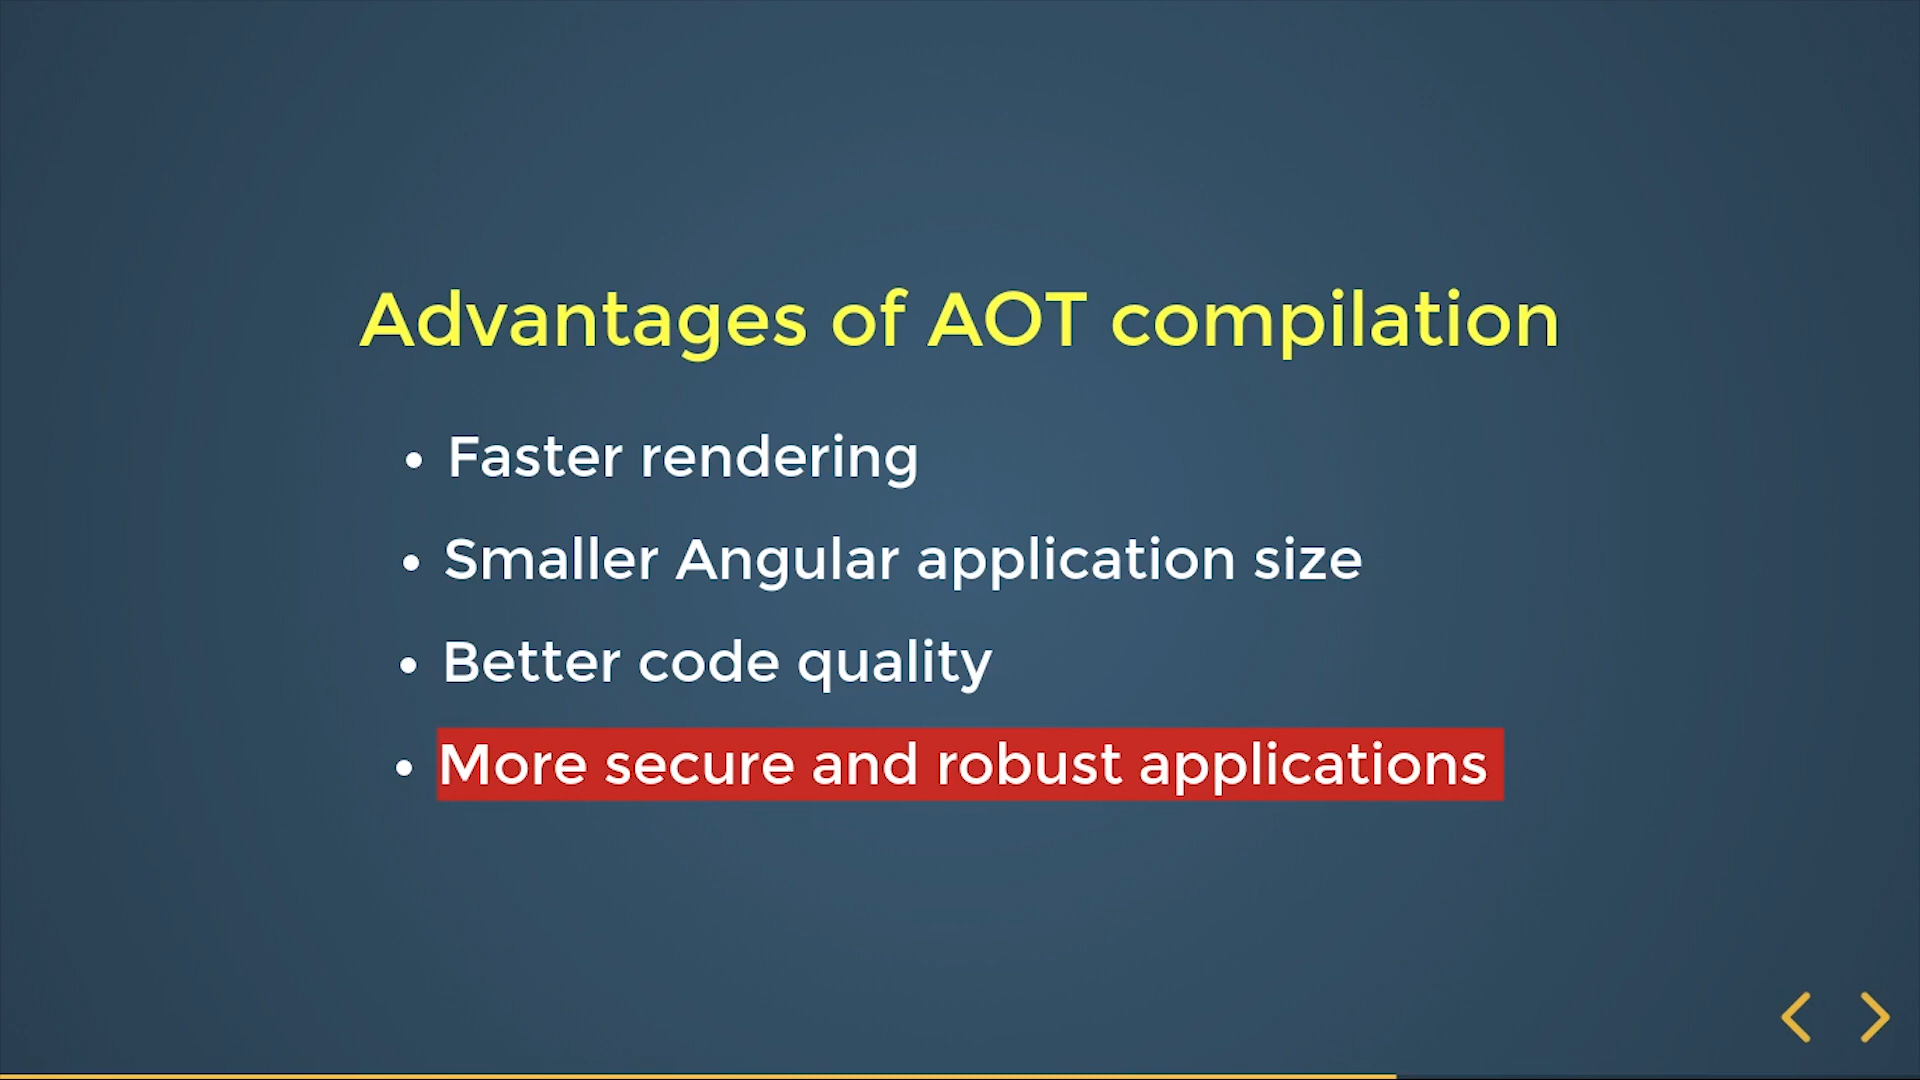 Advantages of AOT compilation
• Faster rendering
• Smaller Angular application size
• Better code quality
• More secure and robust applications